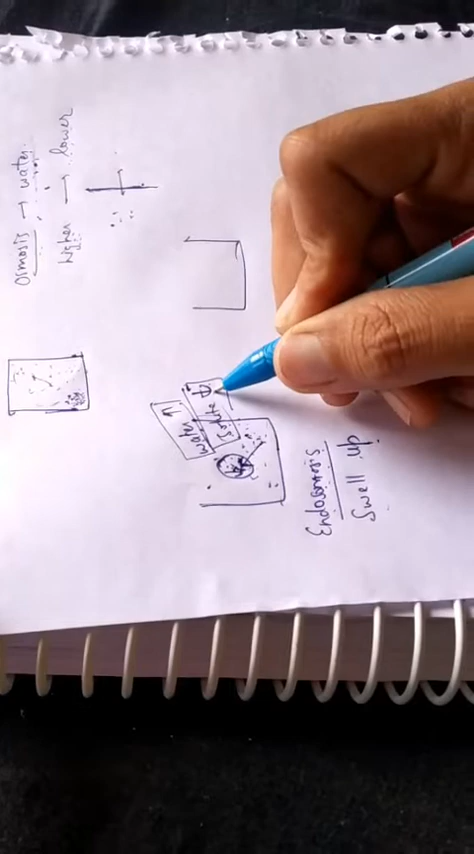 Osmosis → water
higher → lower
water ↑
Solute ↓
Endosmosis
Swell up